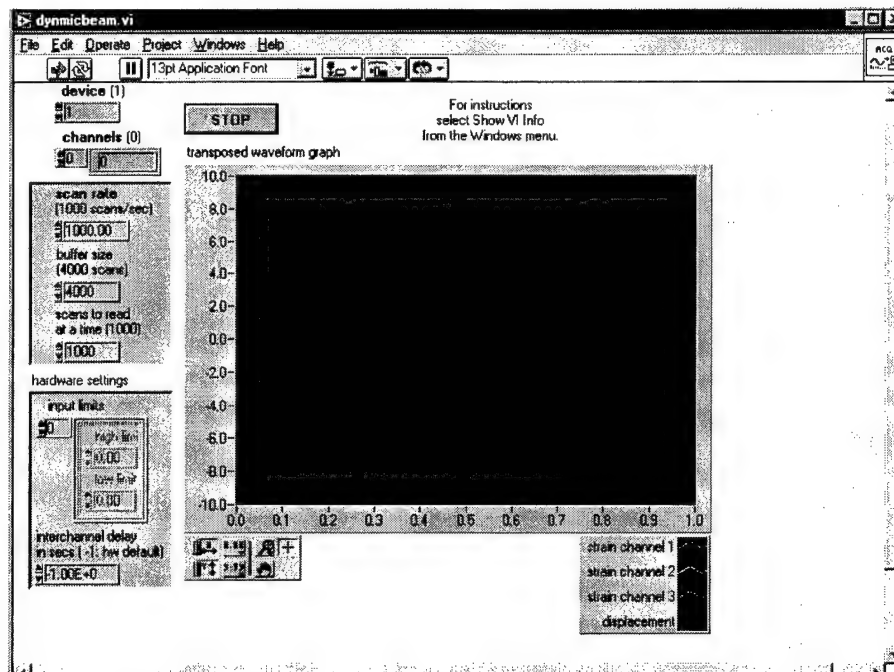 dynmicbeam.vi
File Edit Operate Project Windows Help
13pt Application Font
ACQ
device (1)
1
channels (0)
0 0
STOP
For instructions
select Show VI Info
from the Windows menu.
scan rate
(1000 scans/sec)
1000.00
buffer size
(4000 scans)
4000
scans to read
at a time (1000)
1000
transposed waveform graph
10.0
8.0
6.0
4.0
2.0
0.0
-2.0
-4.0
-6.0
-8.0
-10.0
0.0 0.1 0.2 0.3 0.4 0.5 0.6 0.7 0.8 0.9 1.0
hardware settings
input limits
0
high limi
0.00
low limit
0.00
interchannel delay
in secs (-1: hw default)
-1.00E+0
strain channel 1
strain channel 2
strain channel 3
displacement